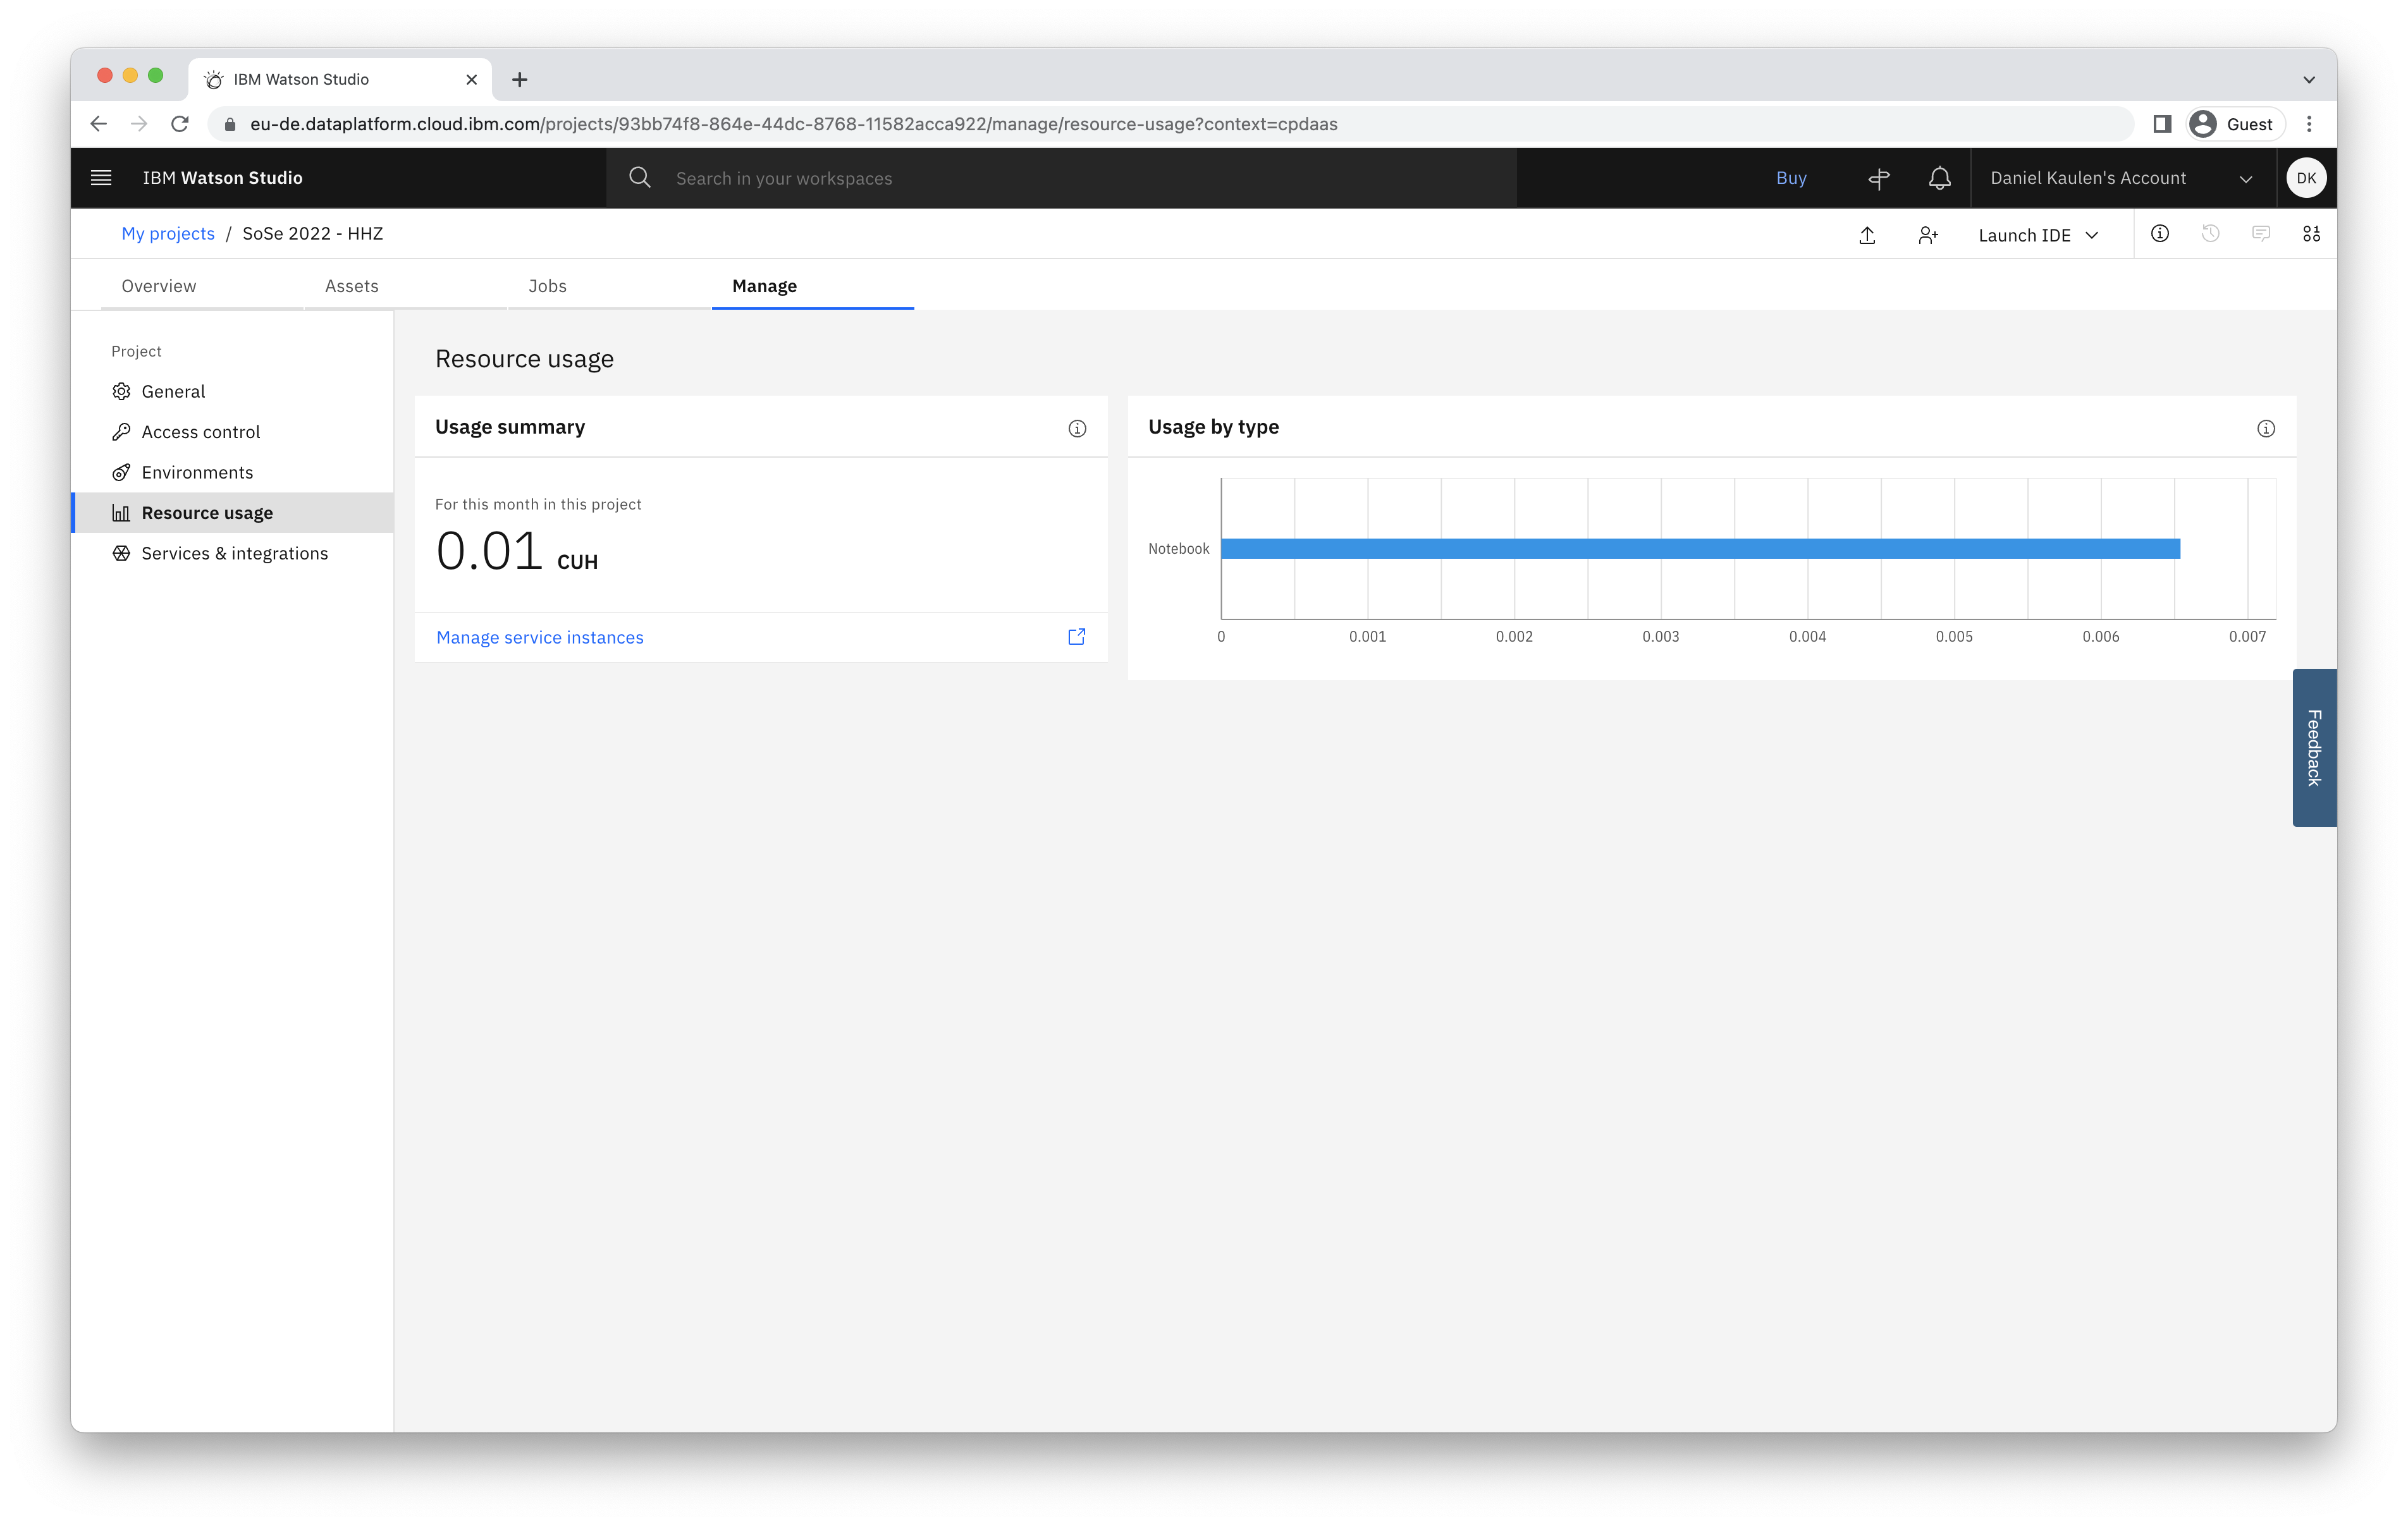 IBM Watson Studio
eu-de.dataplatform.cloud.ibm.com/projects/93bb74f8-864e-44dc-8768-11582acca922/manage/resource-usage?context=cpdaas
Guest
IBM Watson Studio
Search in your workspaces
Buy
Daniel Kaulen's Account
DK
My projects / SoSe 2022 - HHZ
Launch IDE
Overview
Assets
Jobs
Manage
Project
General
Access control
Environments
Resource usage
Services & integrations
Resource usage
Usage summary
For this month in this project
0.01 CUH
Manage service instances
Usage by type
Notebook
0 0.001 0.002 0.003 0.004 0.005 0.006 0.007
Feedback